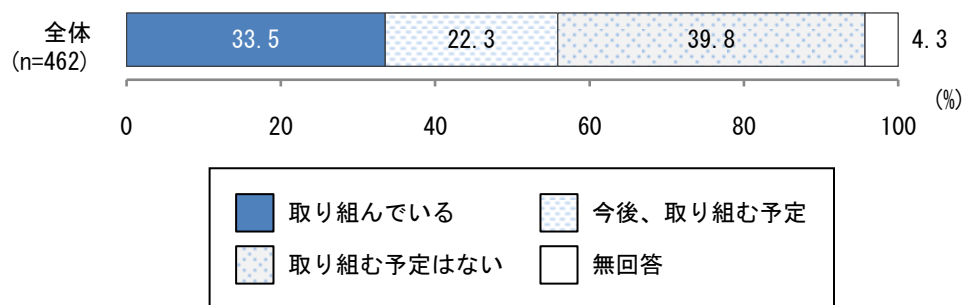 全体
(n=462)
33.5 22.3 39.8 4.3
(%)
0 20 40 60 80 100
取り組んでいる 今後、取り組む予定
取り組む予定はない 無回答